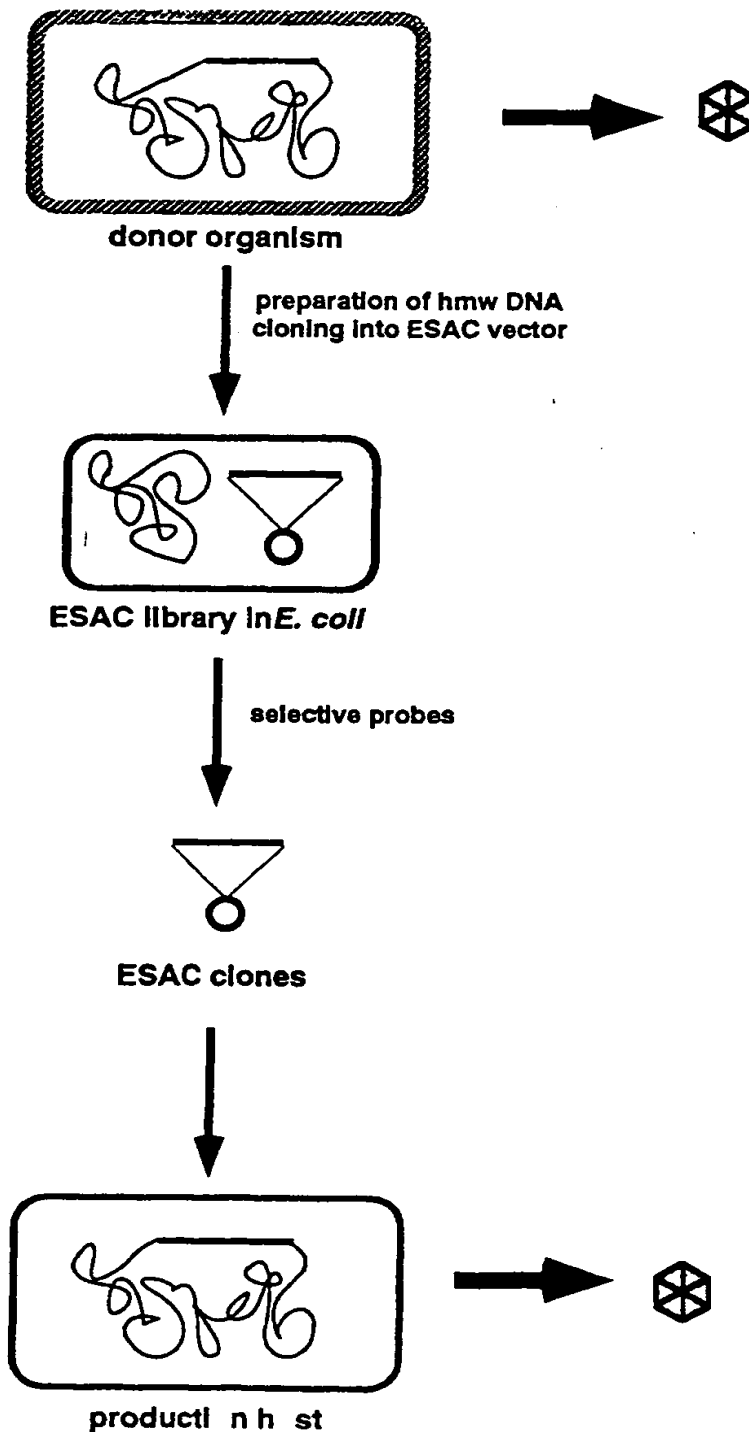 donor organism
preparation of hmw DNA
cloning into ESAC vector
ESAC library in E. coli
selective probes
ESAC clones
producti n h st